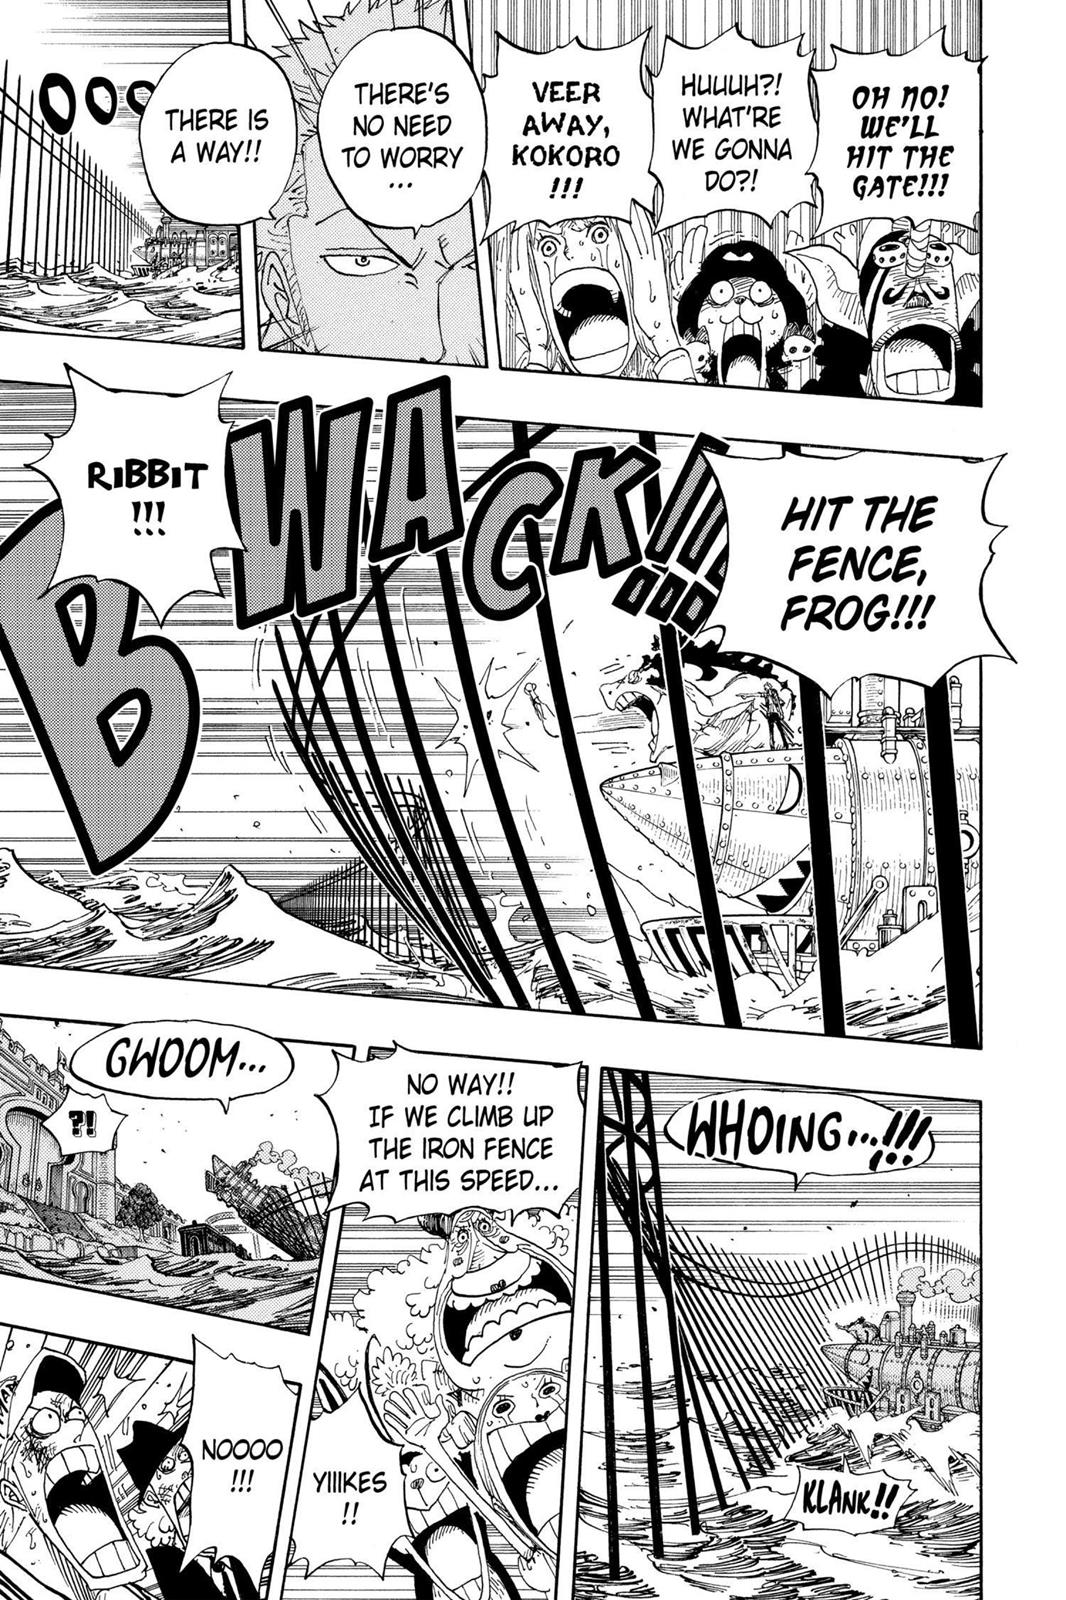 OH NO!
WE'LL
HIT THE
GATE!!!
HUUUH?!
WHAT'RE
WE GONNA
DO?!
VEER
AWAY,
KOKORO
!!!
THERE'S
NO NEED
TO WORRY
...
THERE IS
A WAY!!
OOO
HIT THE
FENCE,
FROG!!!
BWACK!!!
RIBBIT
!!!
WHOING...!!!
KLANK!!
NO WAY!!
IF WE CLIMB UP
THE IRON FENCE
AT THIS SPEED...
YIIIKES
!!
GWOOM...
?!
NOOOO
!!!